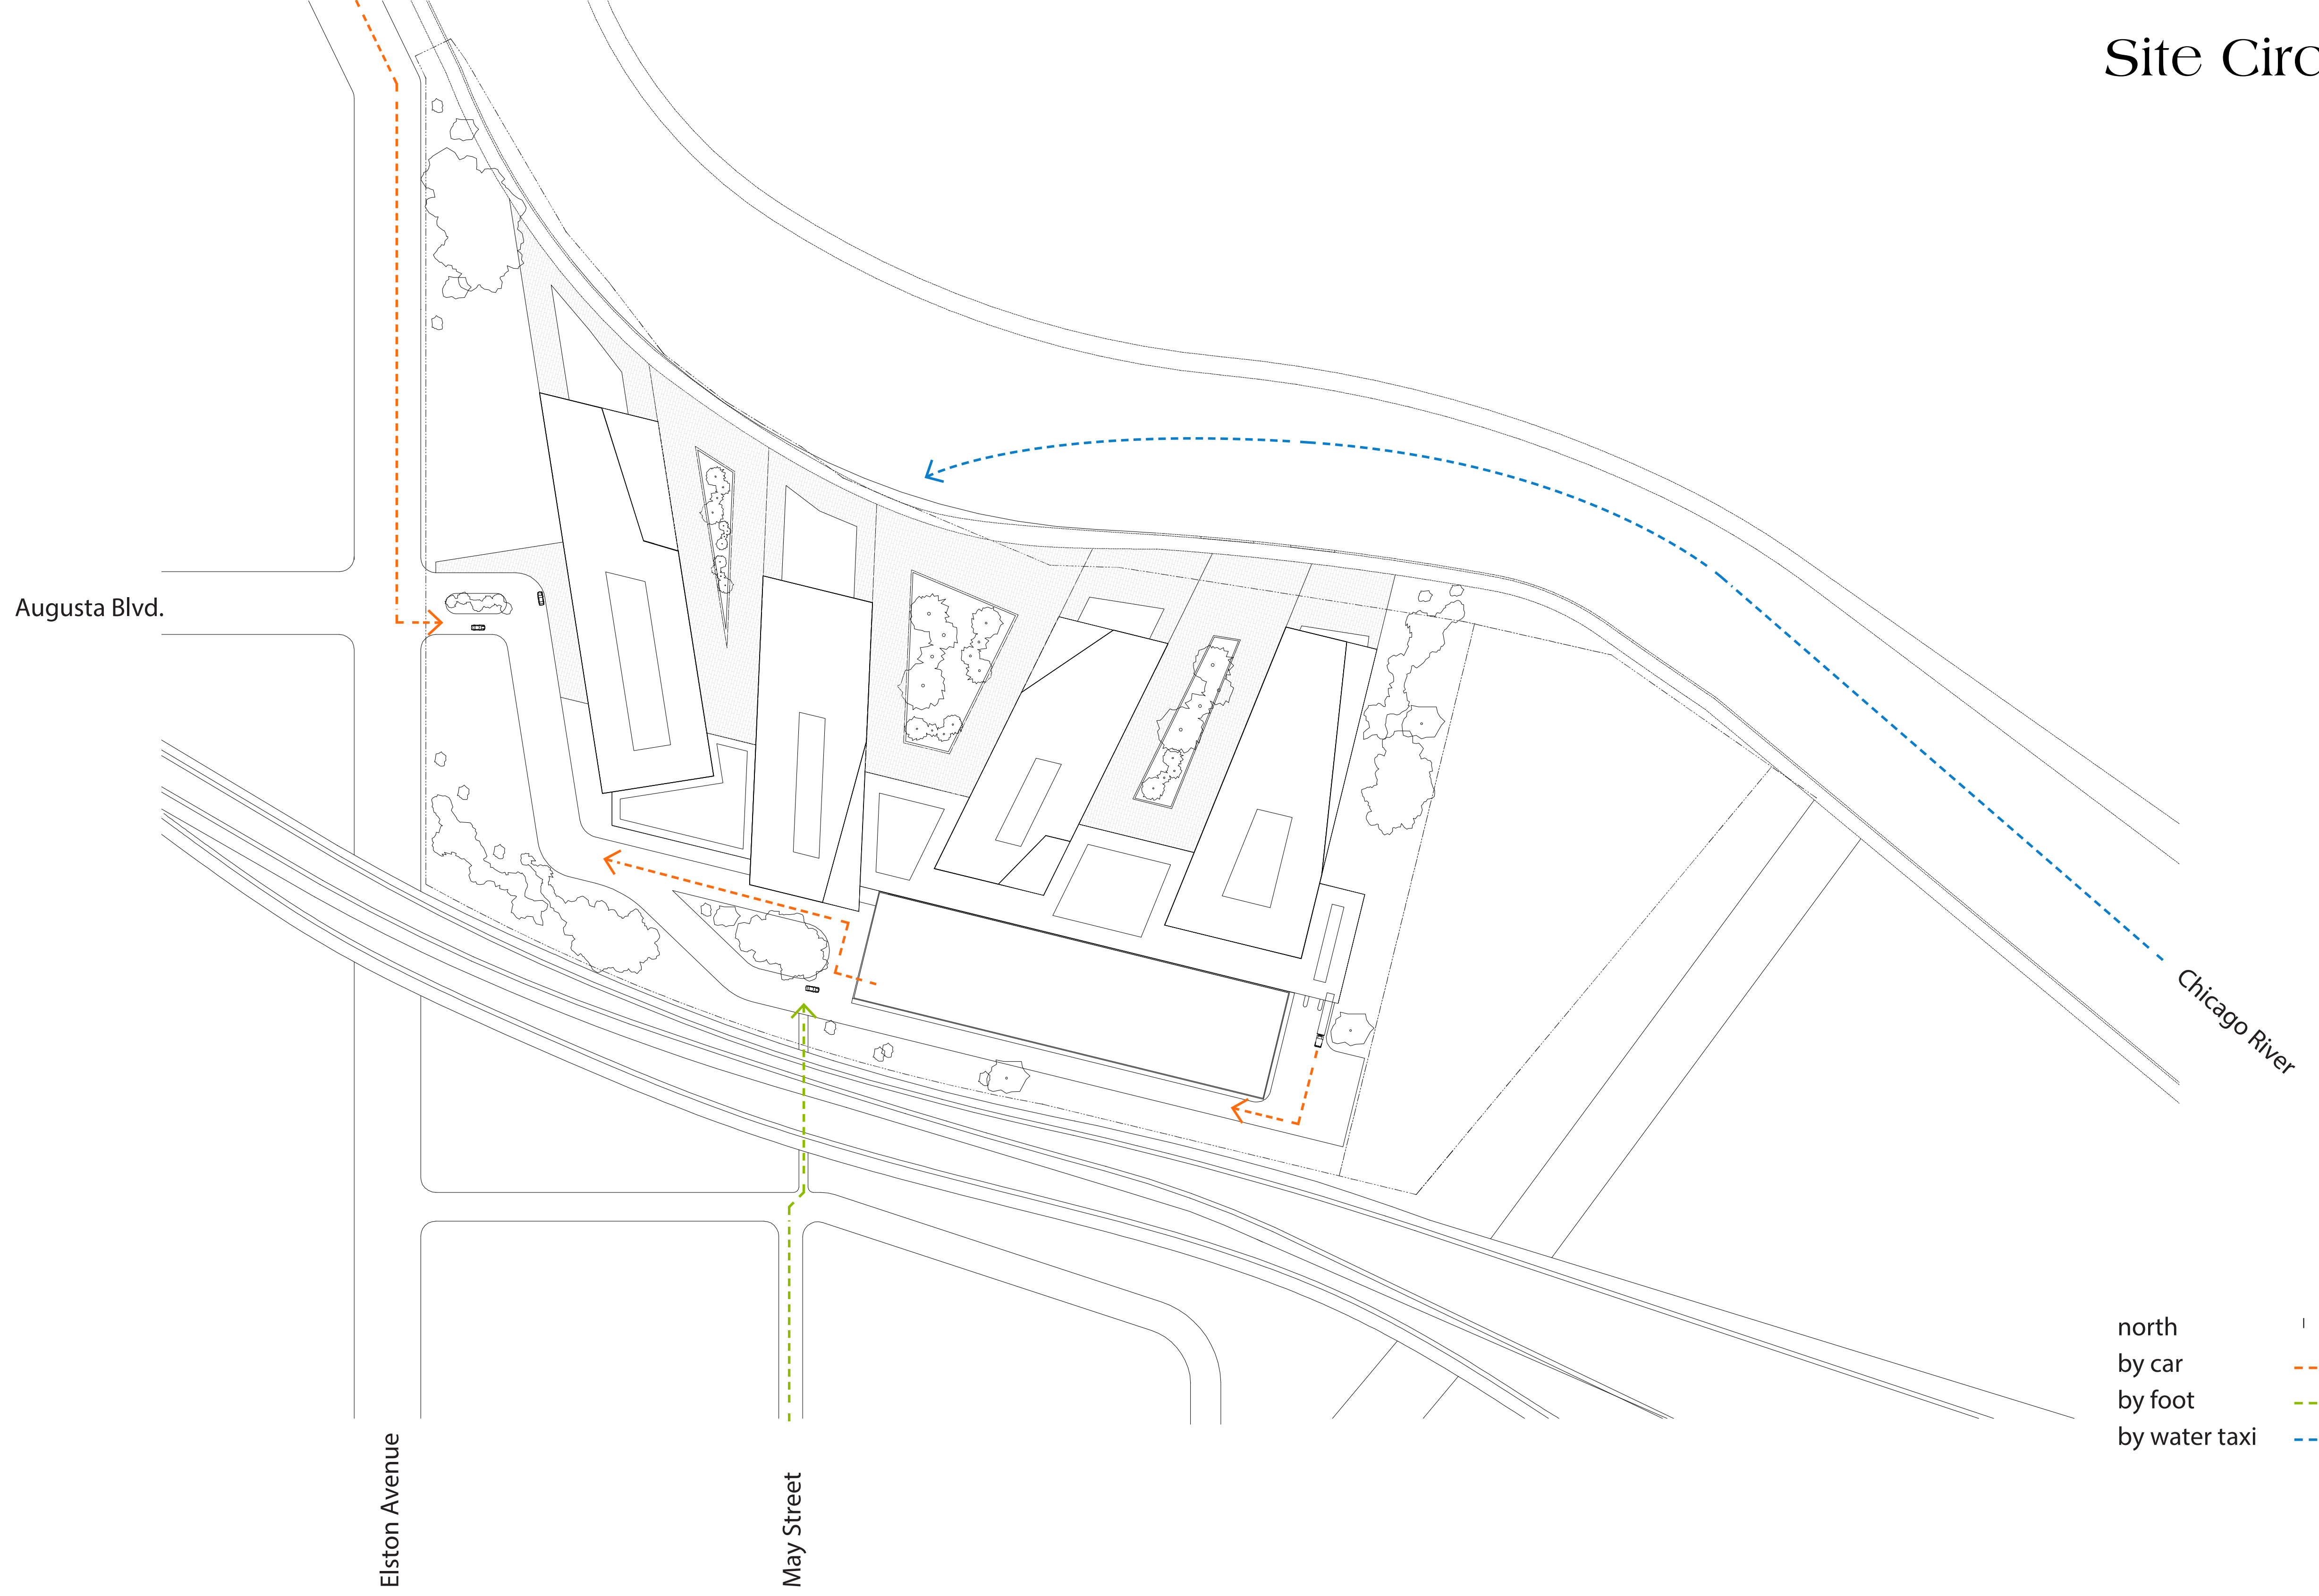 Site Circ
Augusta Blvd.
Chicago River
north
by car
by foot
by water taxi
Elston Avenue
May Street